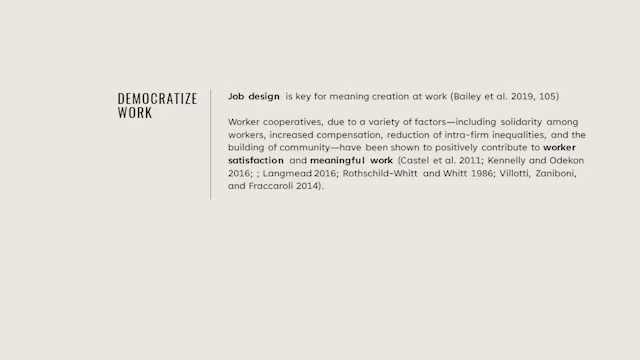 DEMOCRATIZE
WORK
Job design is key for meaning creation at work (Bailey et al. 2019, 105)
Worker cooperatives, due to a variety of factors—including solidarity among
workers, increased compensation, reduction of intra-firm inequalities, and the
building of community—have been shown to positively contribute to worker
satisfaction and meaningful work (Castel et al. 2011; Kennelly and Odekon
2016; ; Langmead 2016; Rothschild-Whitt and Whitt 1986; Villotti, Zaniboni,
and Fraccaroli 2014).